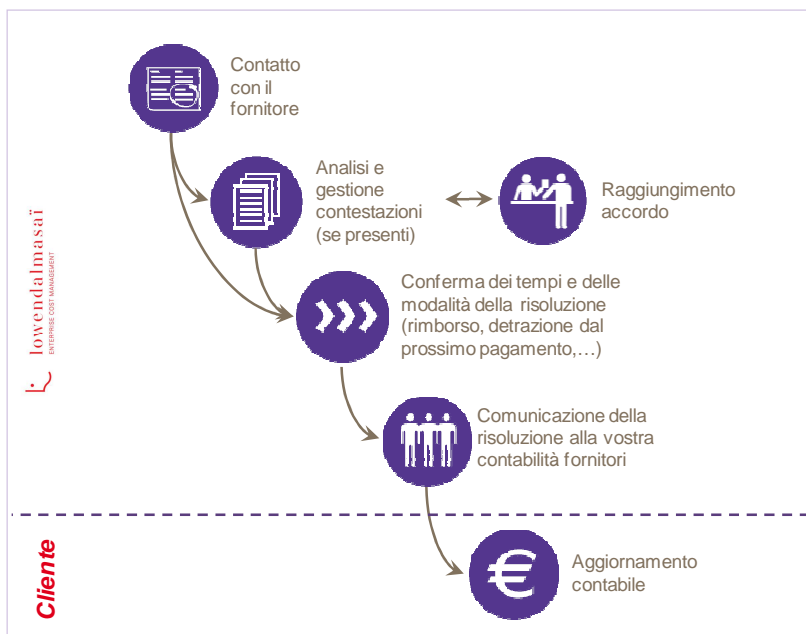 Contatto
con il
fornitore
Analisi e
gestione
contestazioni
(se presenti)
Raggiungimento
accordo
Conferma dei tempi e delle
modalità della risoluzione
(rimborso, detrazione dal
prossimo pagamento,…)
Comunicazione della
risoluzione alla vostra
contabilità fornitori
lowendalmasaï
ENTERPRISE COST MANAGEMENT
Cliente
€
Aggiornamento
contabile